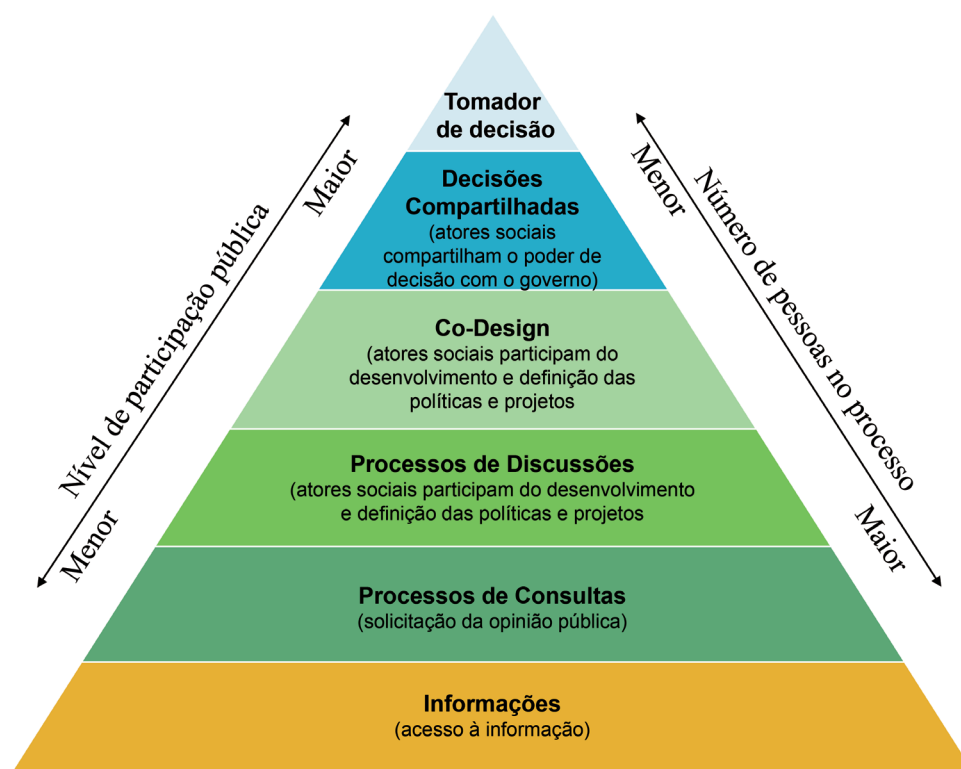 Tomador
de decisão
Decisões
Compartilhadas
(atores sociais
compartilham o poder de
decisão com o governo)
Co-Design
(atores sociais participam do
desenvolvimento e definição das
políticas e projetos
Processos de Discussões
(atores sociais participam do desenvolvimento
e definição das políticas e projetos
Processos de Consultas
(solicitação da opinião pública)
Informações
(acesso à informação)
Nível de participação pública
Maior
Menor
Número de pessoas no processo
Menor
Maior